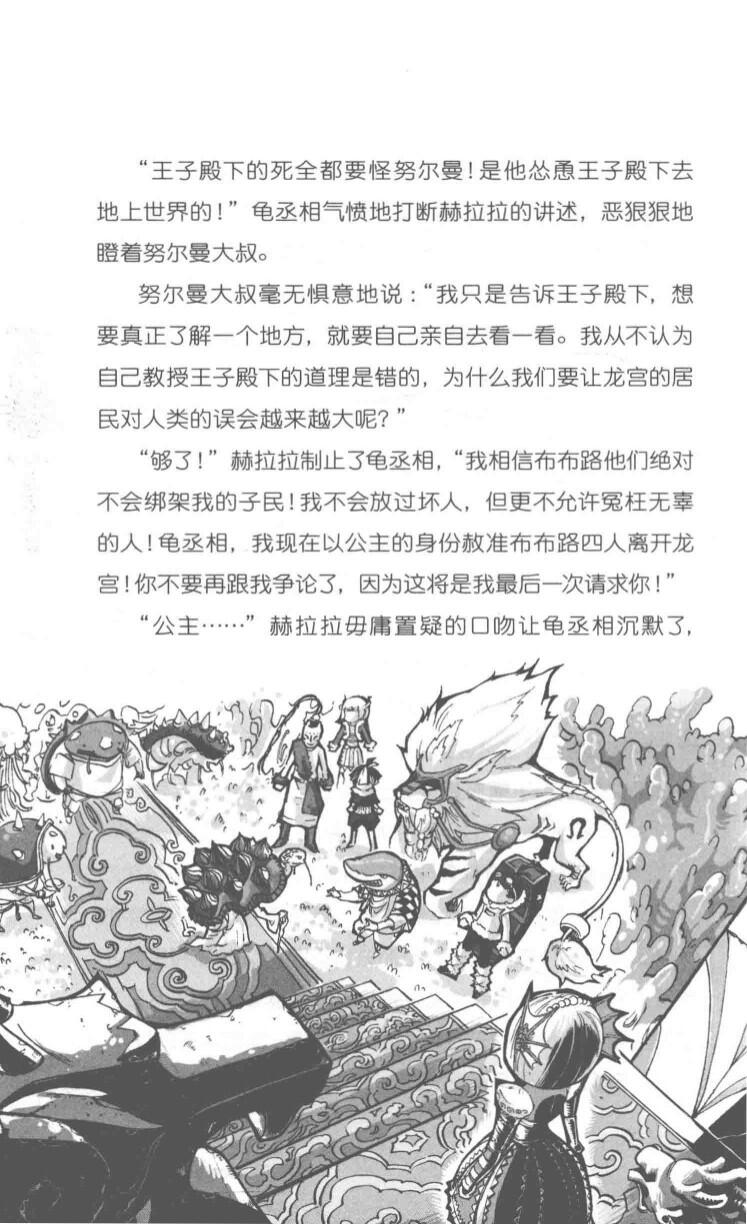 “王子殿下的死全都要怪努尔曼！是他怂恿王子殿下去
地上世界的！”龟丞相气愤地打断赫拉拉的讲述，恶狠狠地
瞪着努尔曼大叔。
努尔曼大叔毫无惧意地说：“我只是告诉王子殿下，想
要真正了解一个地方，就要自己亲自去看一看。我从不认为
自己教授王子殿下的道理是错的，为什么我们要让龙宫的居
民对人类的误会越来越大呢？”
“够了！”赫拉拉制止了龟丞相，“我相信布布路他们绝对
不会绑架我的子民！我不会放过坏人，但更不允许冤枉无辜
的人！龟丞相，我现在以公主的身份赦准布布路四人离开龙
宫！你不要再跟我争论了，因为这将是我最后一次请求你！”
“公主……”赫拉拉毋庸置疑的口吻让龟丞相沉默了，